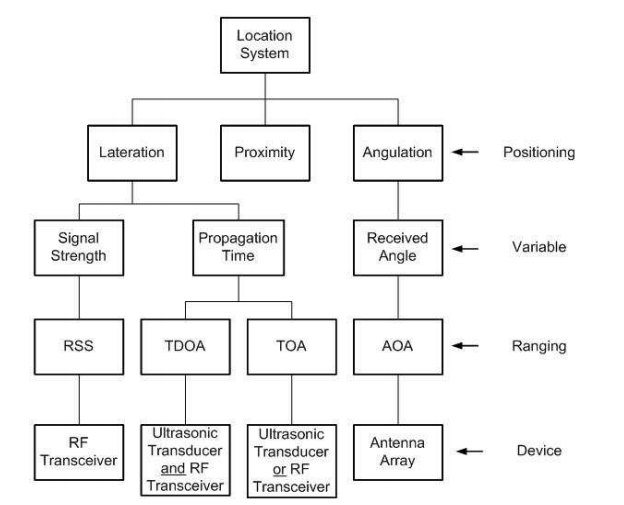 Location
System
Lateration
Proximity
Angulation
Positioning
Signal
Strength
Propagation
Time
Received
Angle
Variable
RSS
TDOA
TOA
AOA
Ranging
RF
Transceiver
Ultrasonic
Transducer
and RF
Transceiver
Ultrasonic
Transducer
or RF
Transceiver
Antenna
Array
Device